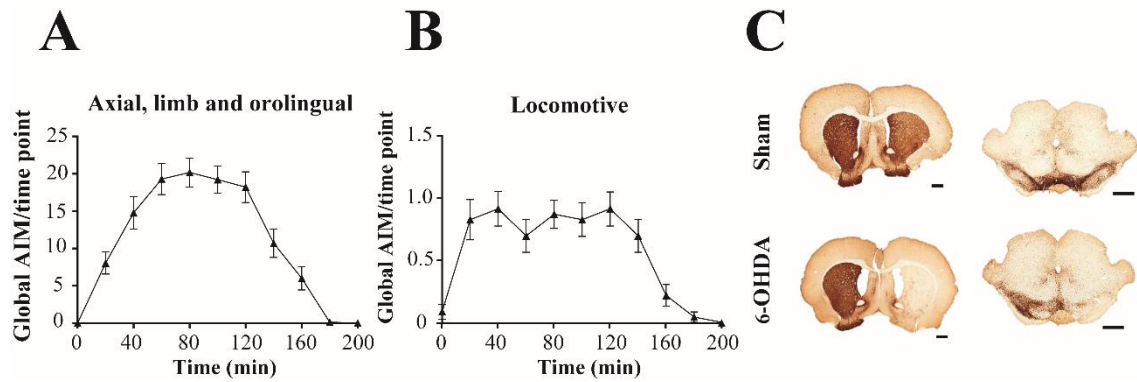 A
B
C
Axial, limb and orolingual
Global AIM/time point
25
20
15
10
5
0
0 40 80 120 160 200
Time (min)
Locomotive
Global AIM/time point
1.5
1.0
0.5
0
0 40 80 120 160 200
Time (min)
Sham
6-OHDA